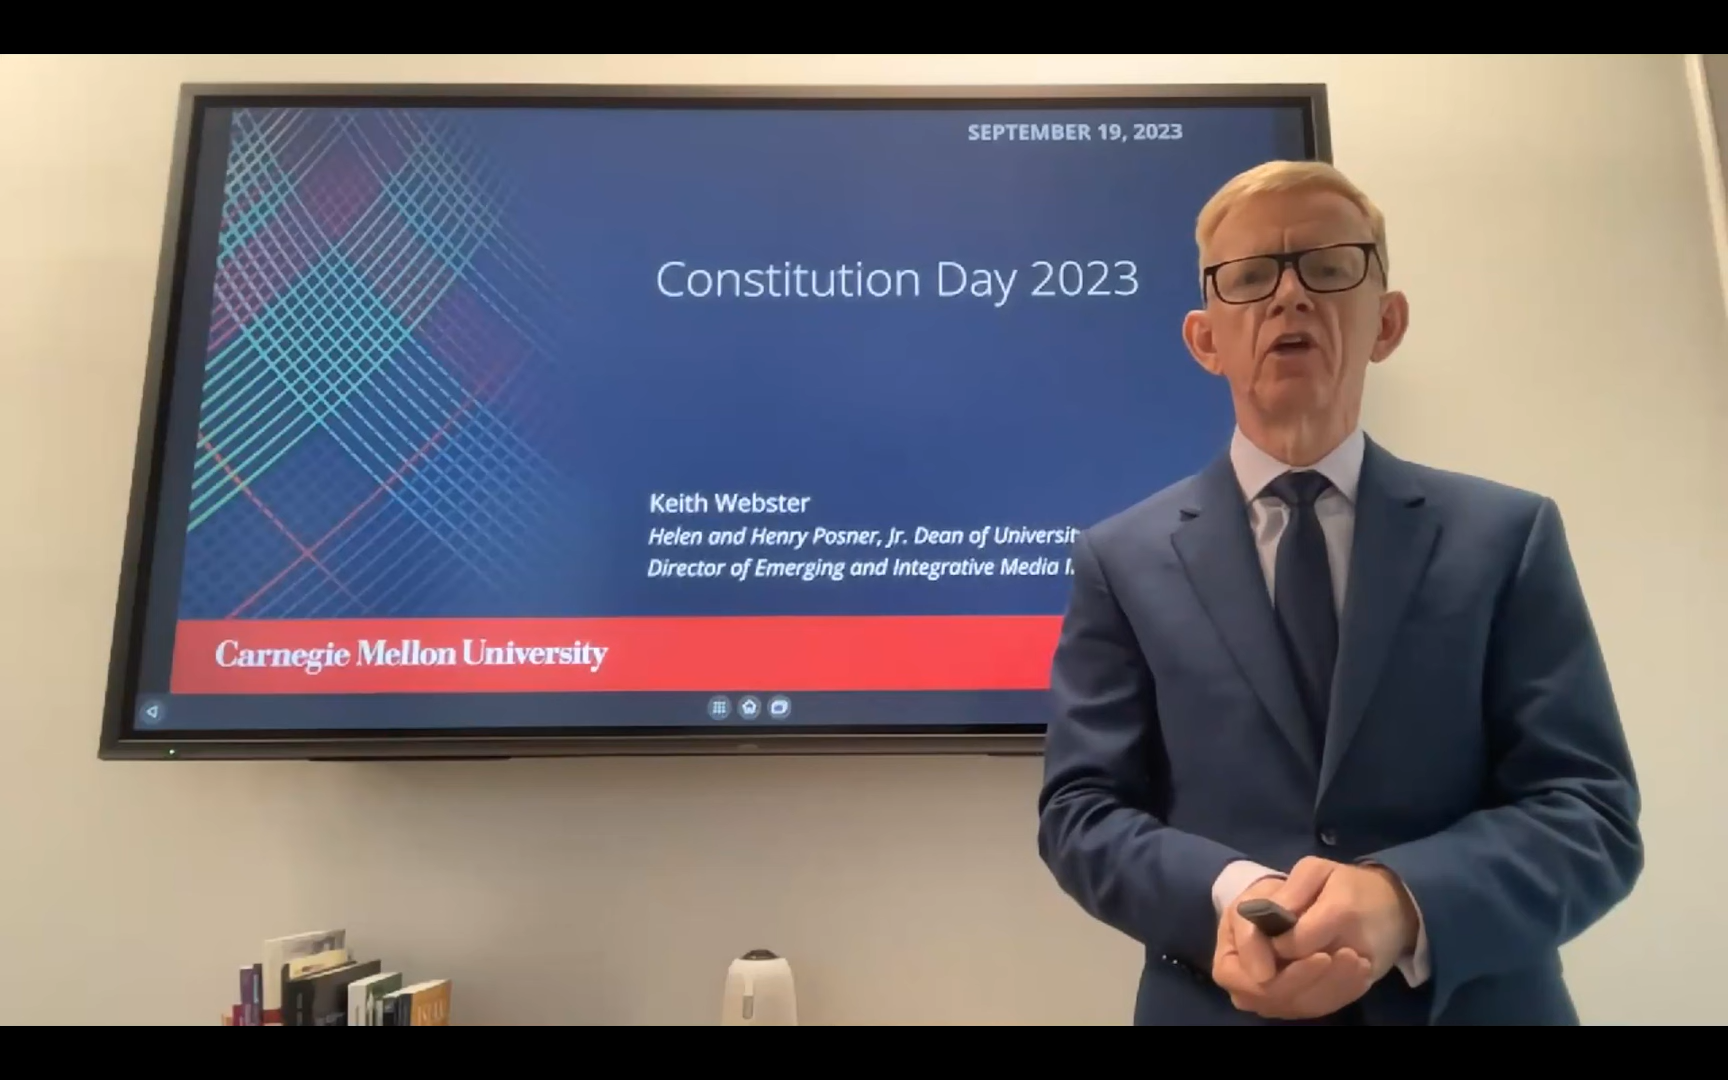 SEPTEMBER 19, 2023
Constitution Day 2023
Keith Webster
Helen and Henry Posner, Jr. Dean of Universit
Director of Emerging and Integrative Media
Carnegie Mellon University